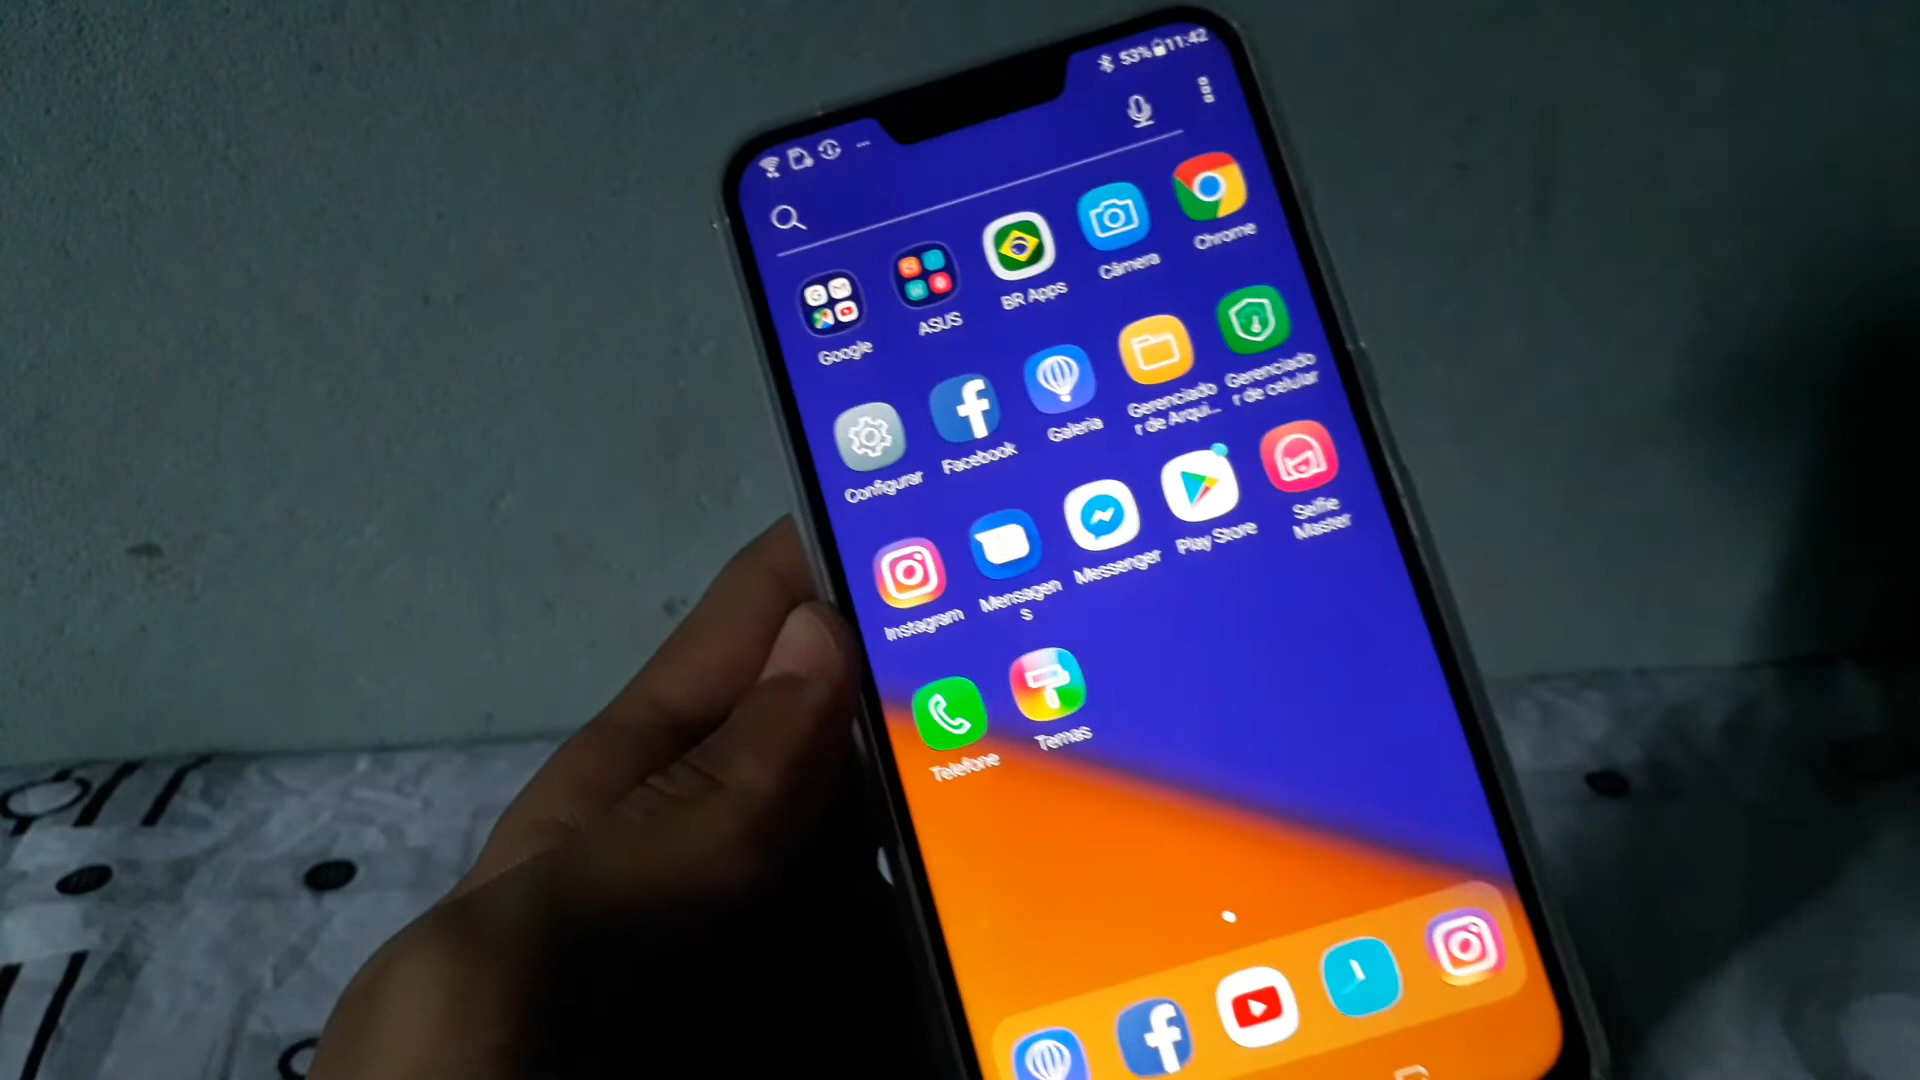 53% 11:42
Google
ASUS
BR Apps
Câmera
Chrome
Configurar
Facebook
Galeria
Gerenciado
r de Arqui...
Gerenciado
r de celular
Instagram
Mensagen
s
Messenger
Play Store
Selfie
Master
Telefone
Temas